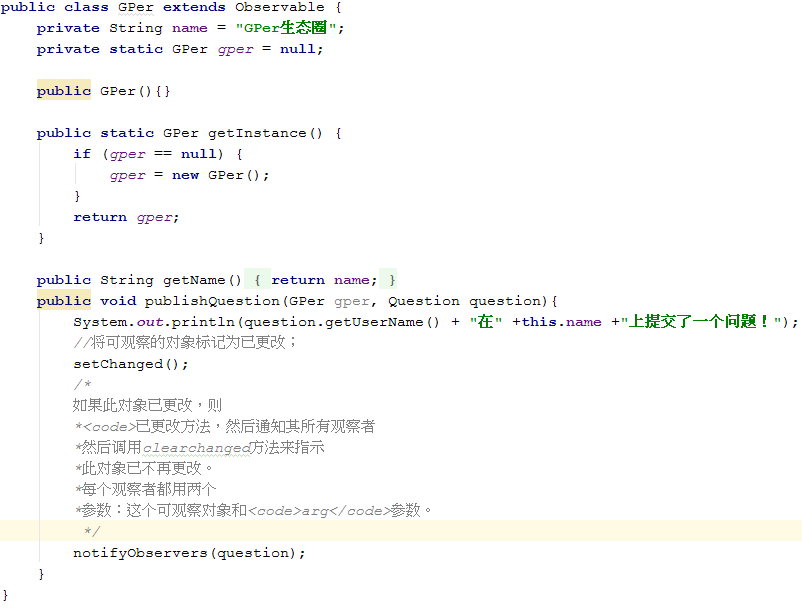 public class GPer extends Observable {
    private String name = "GPer生态圈";
    private static GPer gper = null;
    public GPer(){}
    public static GPer getInstance() {
        if (gper == null) {
            gper = new GPer();
        }
        return gper;
    }
    public String getName() { return name; }
    public void publishQuestion(GPer gper, Question question){
        System.out.println(question.getUserName() + "在" +this.name +"上提交了一个问题！");
        //将可观察的对象标记为已更改；
        setChanged();
        /*
        如果此对象已更改，则
        *<code>已更改方法，然后通知其所有观察者
        *然后调用clearchanged方法来指示
        *此对象已不再更改。
        *每个观察者都用两个
        *参数：这个可观察对象和<code>arg</code>参数。
         */
        notifyObservers(question);
    }
}